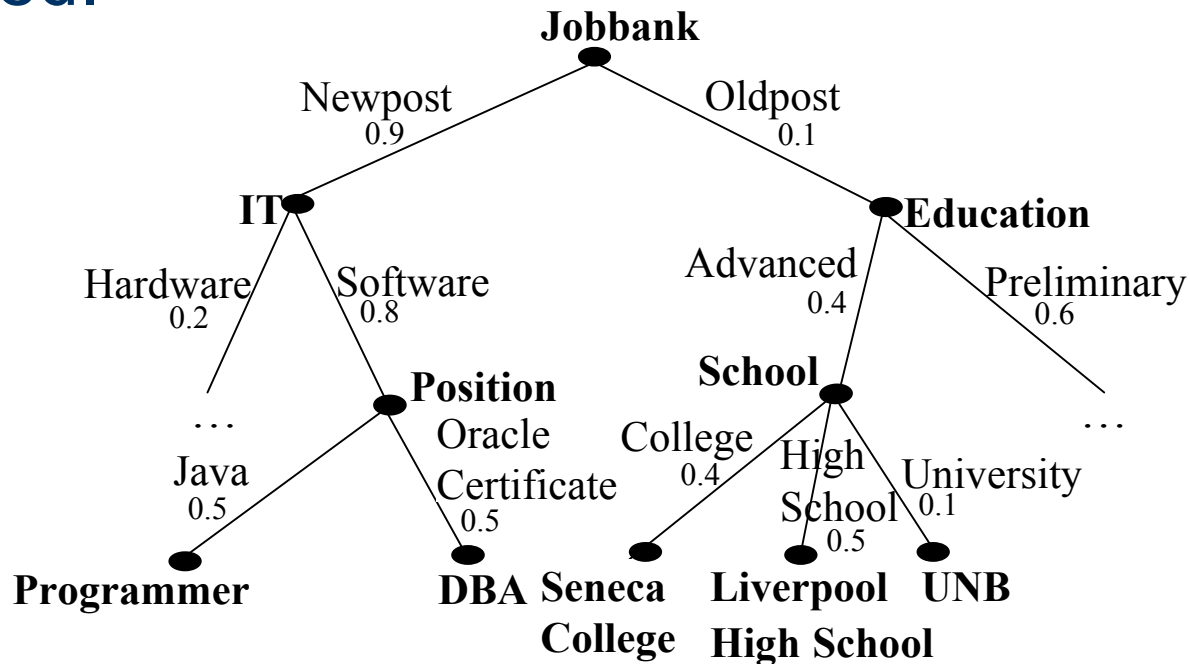 Jobbank
Newpost
0.9
Oldpost
0.1
IT
Education
Hardware
0.2
Software
0.8
Advanced
0.4
Preliminary
0.6
Position
School
...
...
Java
0.5
Oracle
Certificate
0.5
College
0.4
High
School
0.5
University
0.1
Programmer
DBA
Seneca
College
Liverpool
High School
UNB